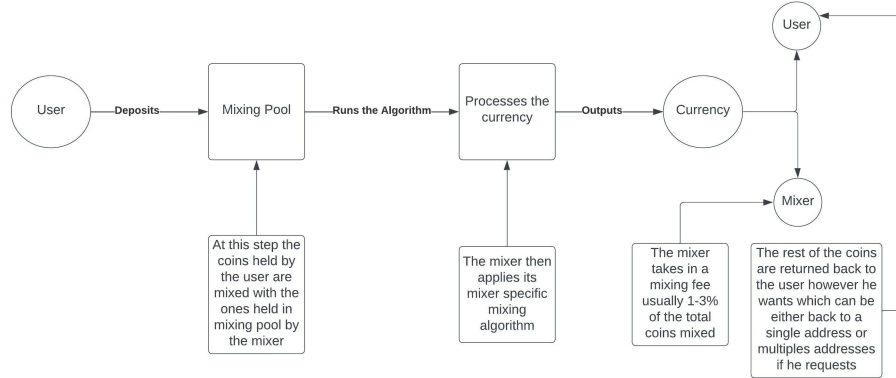 User
User
Deposits
Mixing Pool
Runs the Algorithm
Processes the
currency
Outputs
Currency
Mixer
At this step the
coins held by
the user are
mixed with the
ones held in
mixing pool by
the mixer
The mixer then
applies its
mixer specific
mixing
algorithm
The mixer
takes in a
mixing fee
usually 1-3%
of the total
coins mixed
The rest of the coins
are returned back to
the user however he
wants which can be
either back to a
single address or
multiples addresses
if he requests